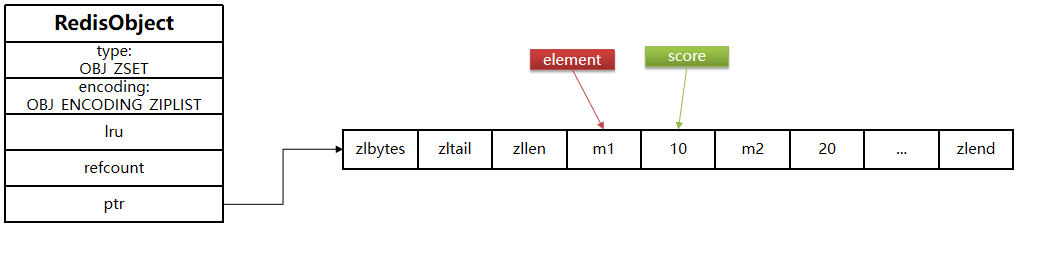 RedisObject
type:
OBJ_ZSET
encoding:
OBJ_ENCODING_ZIPLIST
lru
refcount
ptr
element
score
zlbytes zltail zllen m1 10 m2 20 ... zlend